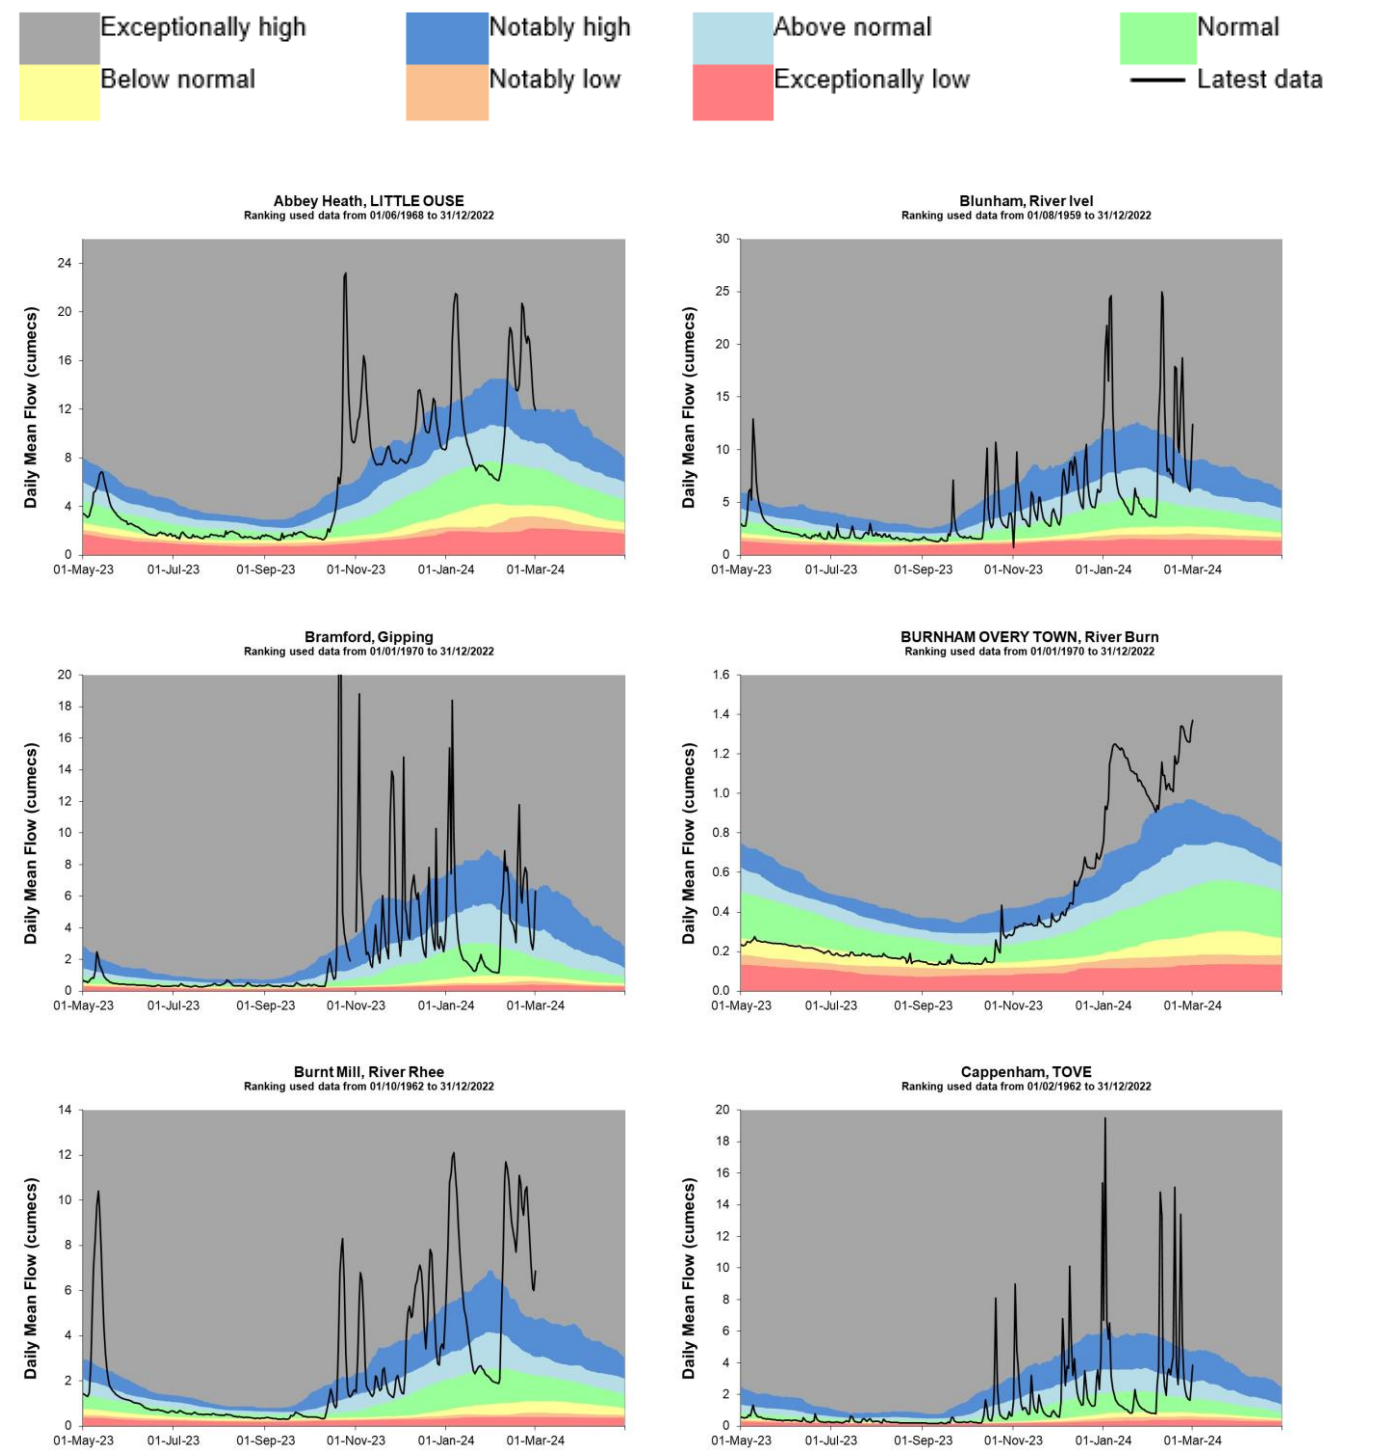 Exceptionally high Notably high Above normal Normal
Below normal Notably low Exceptionally low Latest data
Abbey Heath, LITTLE OUSE
Ranking used data from 01/06/1968 to 31/12/2022
Daily Mean Flow (cumecs)
24
20
16
12
8
4
0
01-May-23 01-Jul-23 01-Sep-23 01-Nov-23 01-Jan-24 01-Mar-24
Blunham, River Ivel
Ranking used data from 01/08/1959 to 31/12/2022
Daily Mean Flow (cumecs)
30
25
20
15
10
5
0
01-May-23 01-Jul-23 01-Sep-23 01-Nov-23 01-Jan-24 01-Mar-24
Bramford, Gipping
Ranking used data from 01/01/1970 to 31/12/2022
Daily Mean Flow (cumecs)
20
18
16
14
12
10
8
6
4
2
0
01-May-23 01-Jul-23 01-Sep-23 01-Nov-23 01-Jan-24 01-Mar-24
BURNHAM OVERY TOWN, River Burn
Ranking used data from 01/01/1970 to 31/12/2022
Daily Mean Flow (cumecs)
1.6
1.4
1.2
1.0
0.8
0.6
0.4
0.2
0.0
01-May-23 01-Jul-23 01-Sep-23 01-Nov-23 01-Jan-24 01-Mar-24
Burnt Mill, River Rhee
Ranking used data from 01/10/1962 to 31/12/2022
Daily Mean Flow (cumecs)
14
12
10
8
6
4
2
0
01-May-23 01-Jul-23 01-Sep-23 01-Nov-23 01-Jan-24 01-Mar-24
Cappenham, TOVE
Ranking used data from 01/02/1962 to 31/12/2022
Daily Mean Flow (cumecs)
20
18
16
14
12
10
8
6
4
2
0
01-May-23 01-Jul-23 01-Sep-23 01-Nov-23 01-Jan-24 01-Mar-24